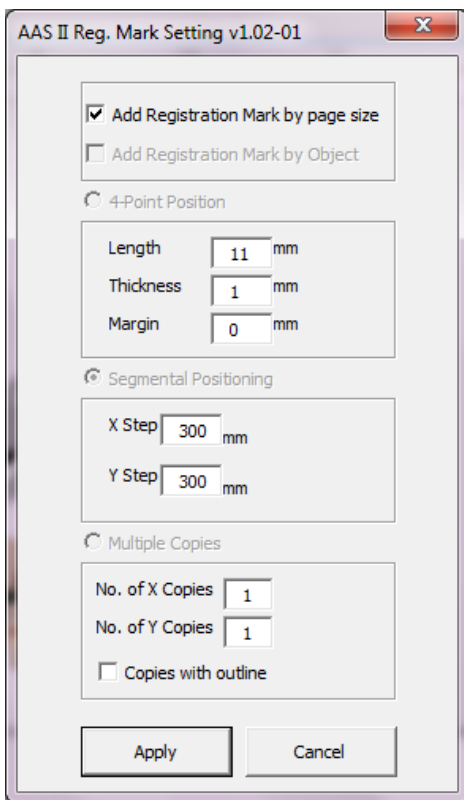 AAS II Reg. Mark Setting v1.02-01
Add Registration Mark by page size
Add Registration Mark by Object
4-Point Position
Length 11 mm
Thickness 1 mm
Margin 0 mm
Segmental Positioning
X Step 300 mm
Y Step 300 mm
Multiple Copies
No. of X Copies 1
No. of Y Copies 1
Copies with outline
Apply Cancel